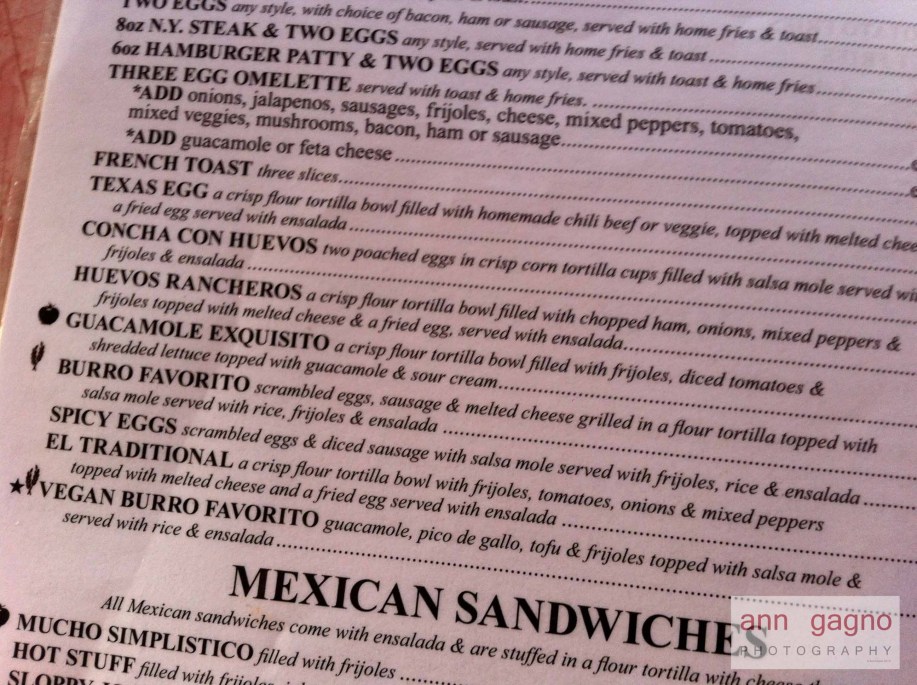 TWO EGGS any style, with choice of bacon, ham or sausage, served with home fries & toast
8oz N.Y. STEAK & TWO EGGS any style, served with home fries & toast
6oz HAMBURGER PATTY & TWO EGGS any style, served with toast & home fries
THREE EGG OMELETTE served with toast & home fries.
*ADD onions, jalapenos, sausages, frijoles, cheese, mixed peppers, tomatoes,
mixed veggies, mushrooms, bacon, ham or sausage
*ADD guacamole or feta cheese
FRENCH TOAST three slices
TEXAS EGG a crisp flour tortilla bowl filled with homemade chili beef or veggie, topped with melted
a fried egg served with ensalada
CONCHA CON HUEVOS two poached eggs in crisp corn tortilla cups filled with salsa mole served
frijoles & ensalada
HUEVOS RANCHEROS a crisp flour tortilla bowl filled with chopped ham, onions, mixed peppers &
frijoles topped with melted cheese & a fried egg, served with ensalada
GUACAMOLE EXQUISITO a crisp flour tortilla bowl filled with frijoles, diced tomatoes &
shredded lettuce topped with guacamole & sour cream
BURRO FAVORITO scrambled eggs, sausage & melted cheese grilled in a flour tortilla topped with
salsa mole served with rice, frijoles & ensalada
SPICY EGGS scrambled eggs & diced sausage with salsa mole served with frijoles, rice & ensalada
EL TRADITIONAL a crisp flour tortilla bowl with frijoles, tomatoes, onions & mixed peppers
topped with melted cheese and a fried egg served with ensalada
VEGAN BURRO FAVORITO guacamole, pico de gallo, tofu & frijoles topped with salsa mole &
served with rice & ensalada
MEXICAN SANDWICHES
All Mexican sandwiches come with ensalada & are stuffed in a flour tortilla with cheese
MUCHO SIMPLISTICO filled with frijoles
HOT STUFF filled with frijoles
ann gagno
PHOTOGRAPHY